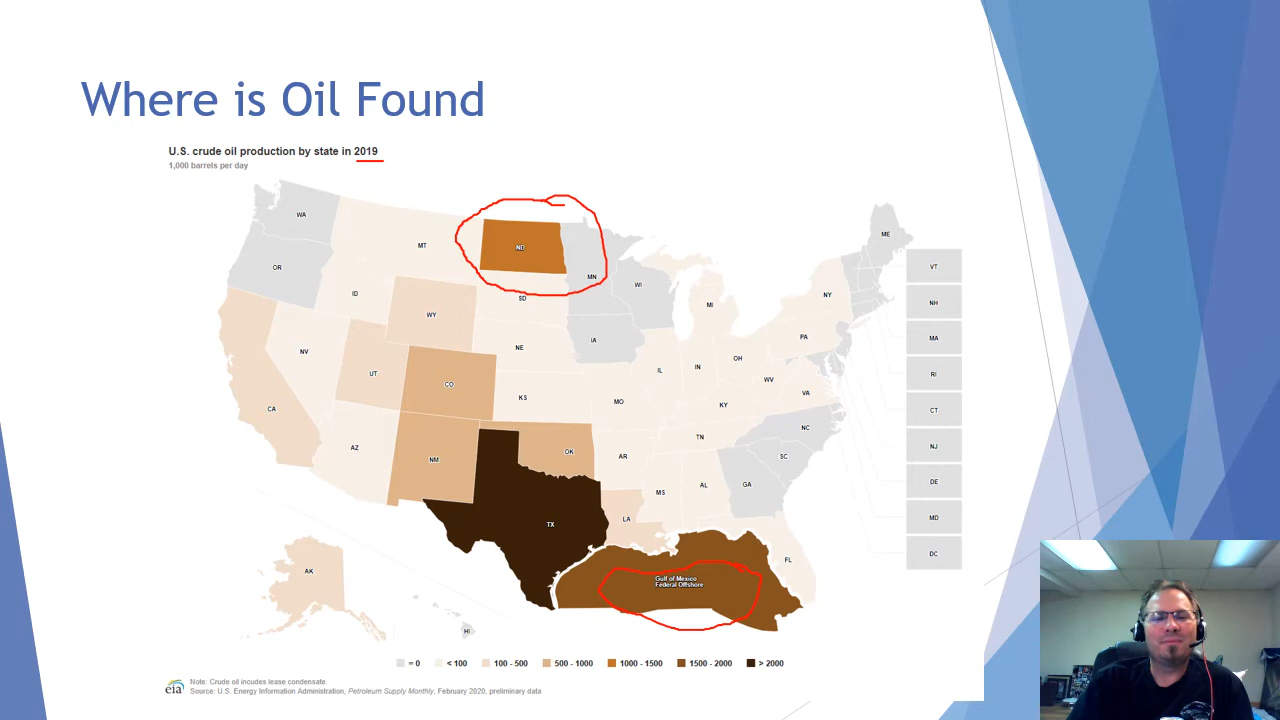 Where is Oil Found
U.S. crude oil production by state in 2019
1,000 barrels per day
WA
MT
ND
MN
ME
OR
ID
SD
WI
VT
WY
MI
NY
NH
NV
NE
IA
PA
MA
UT
CO
IL
IN
OH
WV
RI
CA
KS
MO
KY
VA
CT
AZ
NM
OK
AR
TN
NC
NJ
SC
TX
LA
MS
AL
GA
DE
MD
AK
FL
DC
Gulf of Mexico
Federal Offshore
HI
= 0 < 100 100 - 500 500 - 1000 1000 - 1500 1500 - 2000 > 2000
eia
Note: Crude oil incudes lease condensate.
Source: U.S. Energy Information Administration, Petroleum Supply Monthly, February 2020, preliminary data